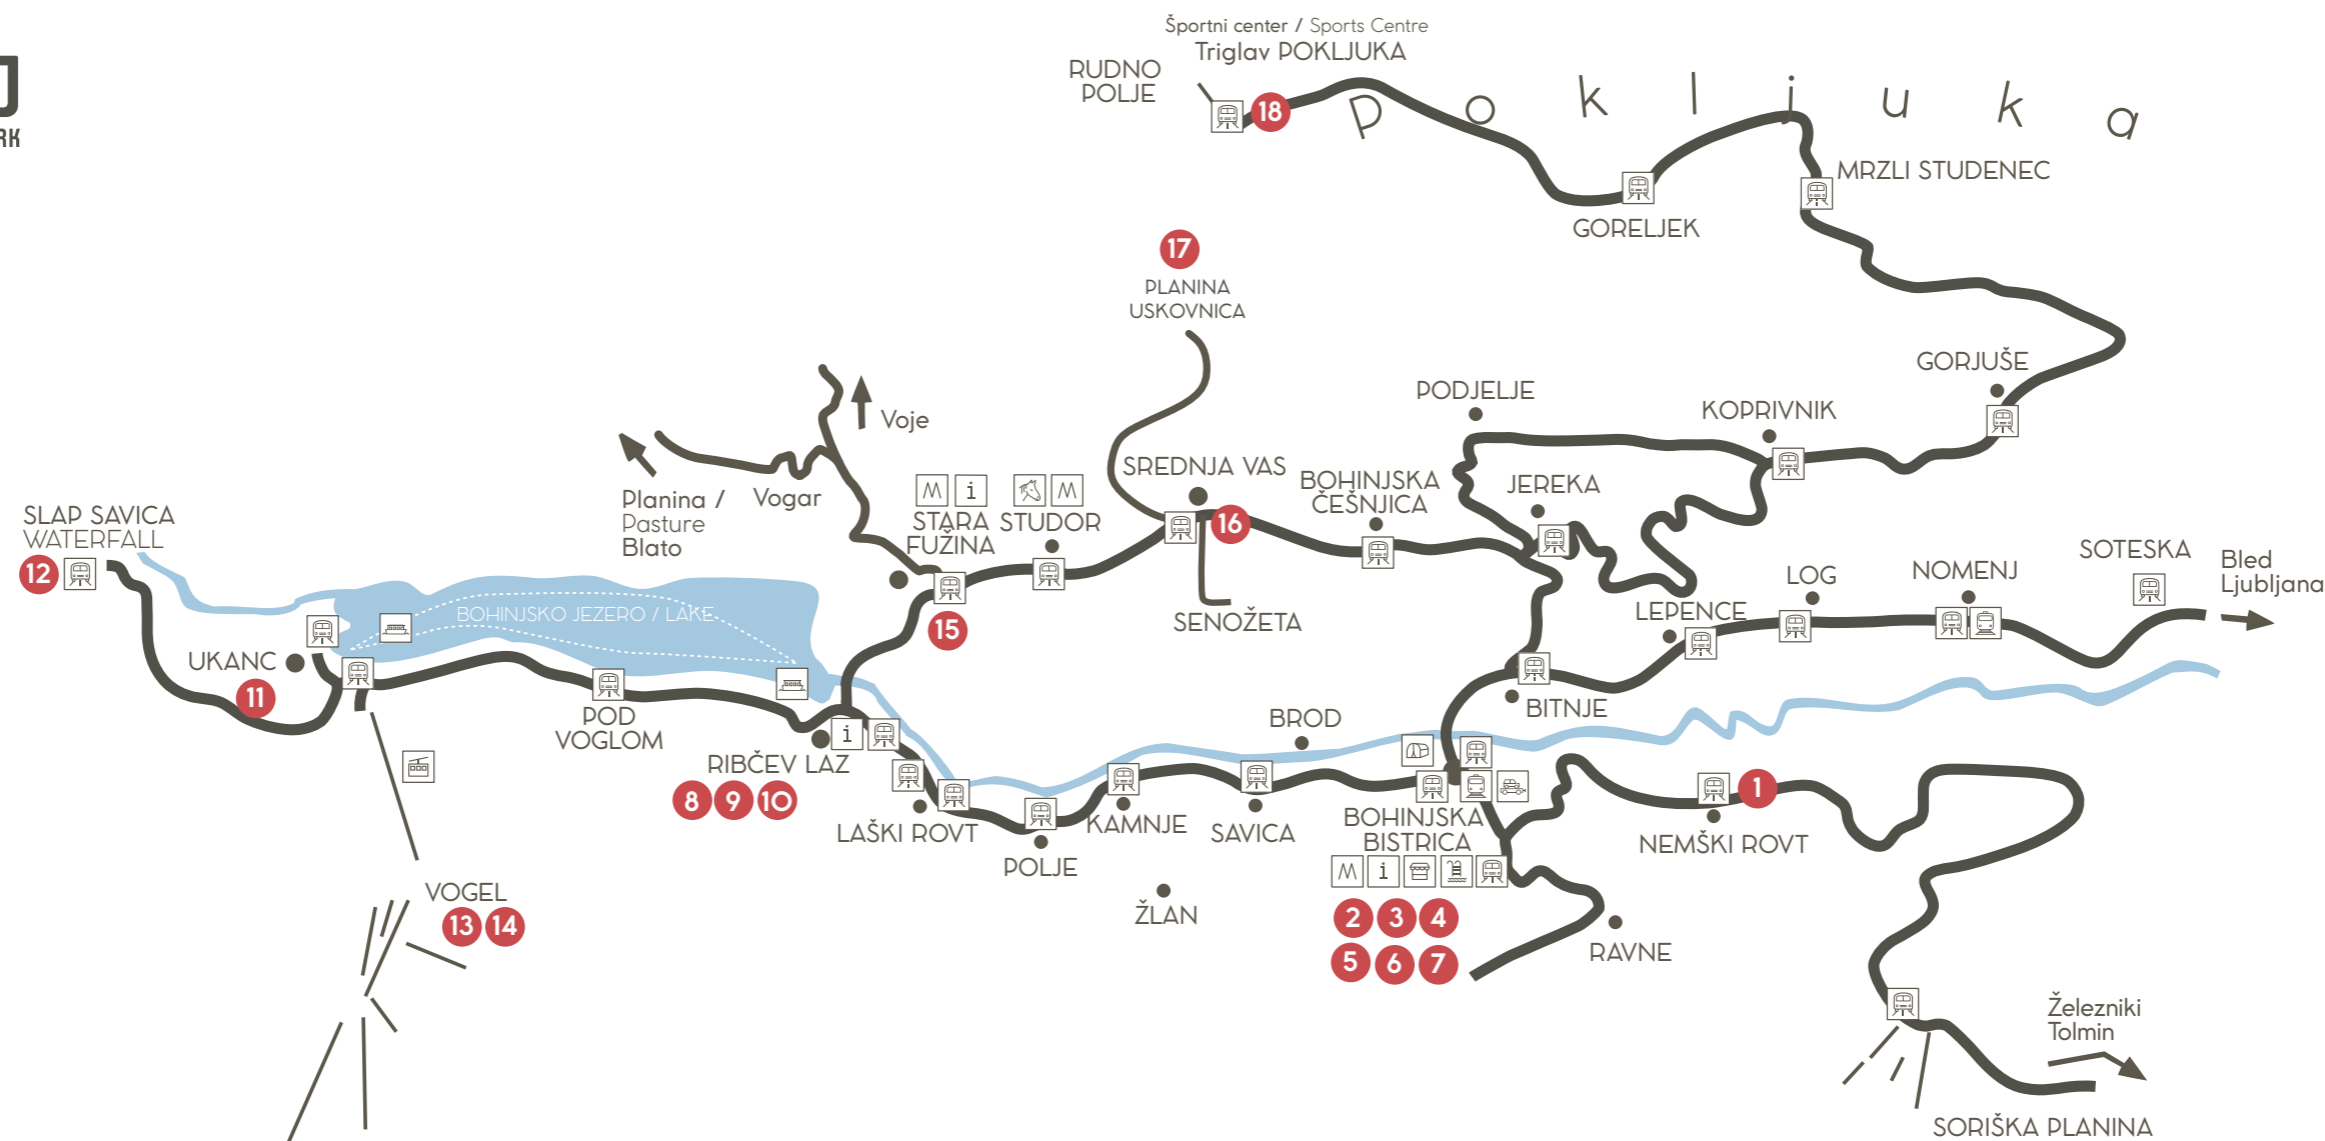 Športni center / Sports Centre
Triglav POKLJUKA
RUDNO
POLJE
18
Pokljuka
RK
MRZLI STUDENEC
GORELJEK
17
PLANINA
USKOVNICA
GORJUŠE
PODJELJE
KOPRIVNIK
Voje
SREDNJA VAS
BOHINJSKA
ČEŠNJICA
JEREKA
Planina /
Pasture
Blato
Vogar
M i M
STARA
FUŽINA
STUDOR
16
SLAP SAVICA
WATERFALL
12
SOTESKA
Bled
Ljubljana
LOG
NOMENJ
LEPENCE
BOHINJSKO JEZERO / LAKE
15
SENOŽETA
UKANC
11
POD
VOGLOM
BITNJE
BROD
i
RIBČEV LAZ
8 9 10
LAŠKI ROVT
POLJE
KAMNJE
SAVICA
BOHINJSKA
BISTRICA
M i
2 3 4
5 6 7
1
NEMŠKI ROVT
VOGEL
13 14
ŽLAN
RAVNE
Železniki
Tolmin
SORIŠKA PLANINA